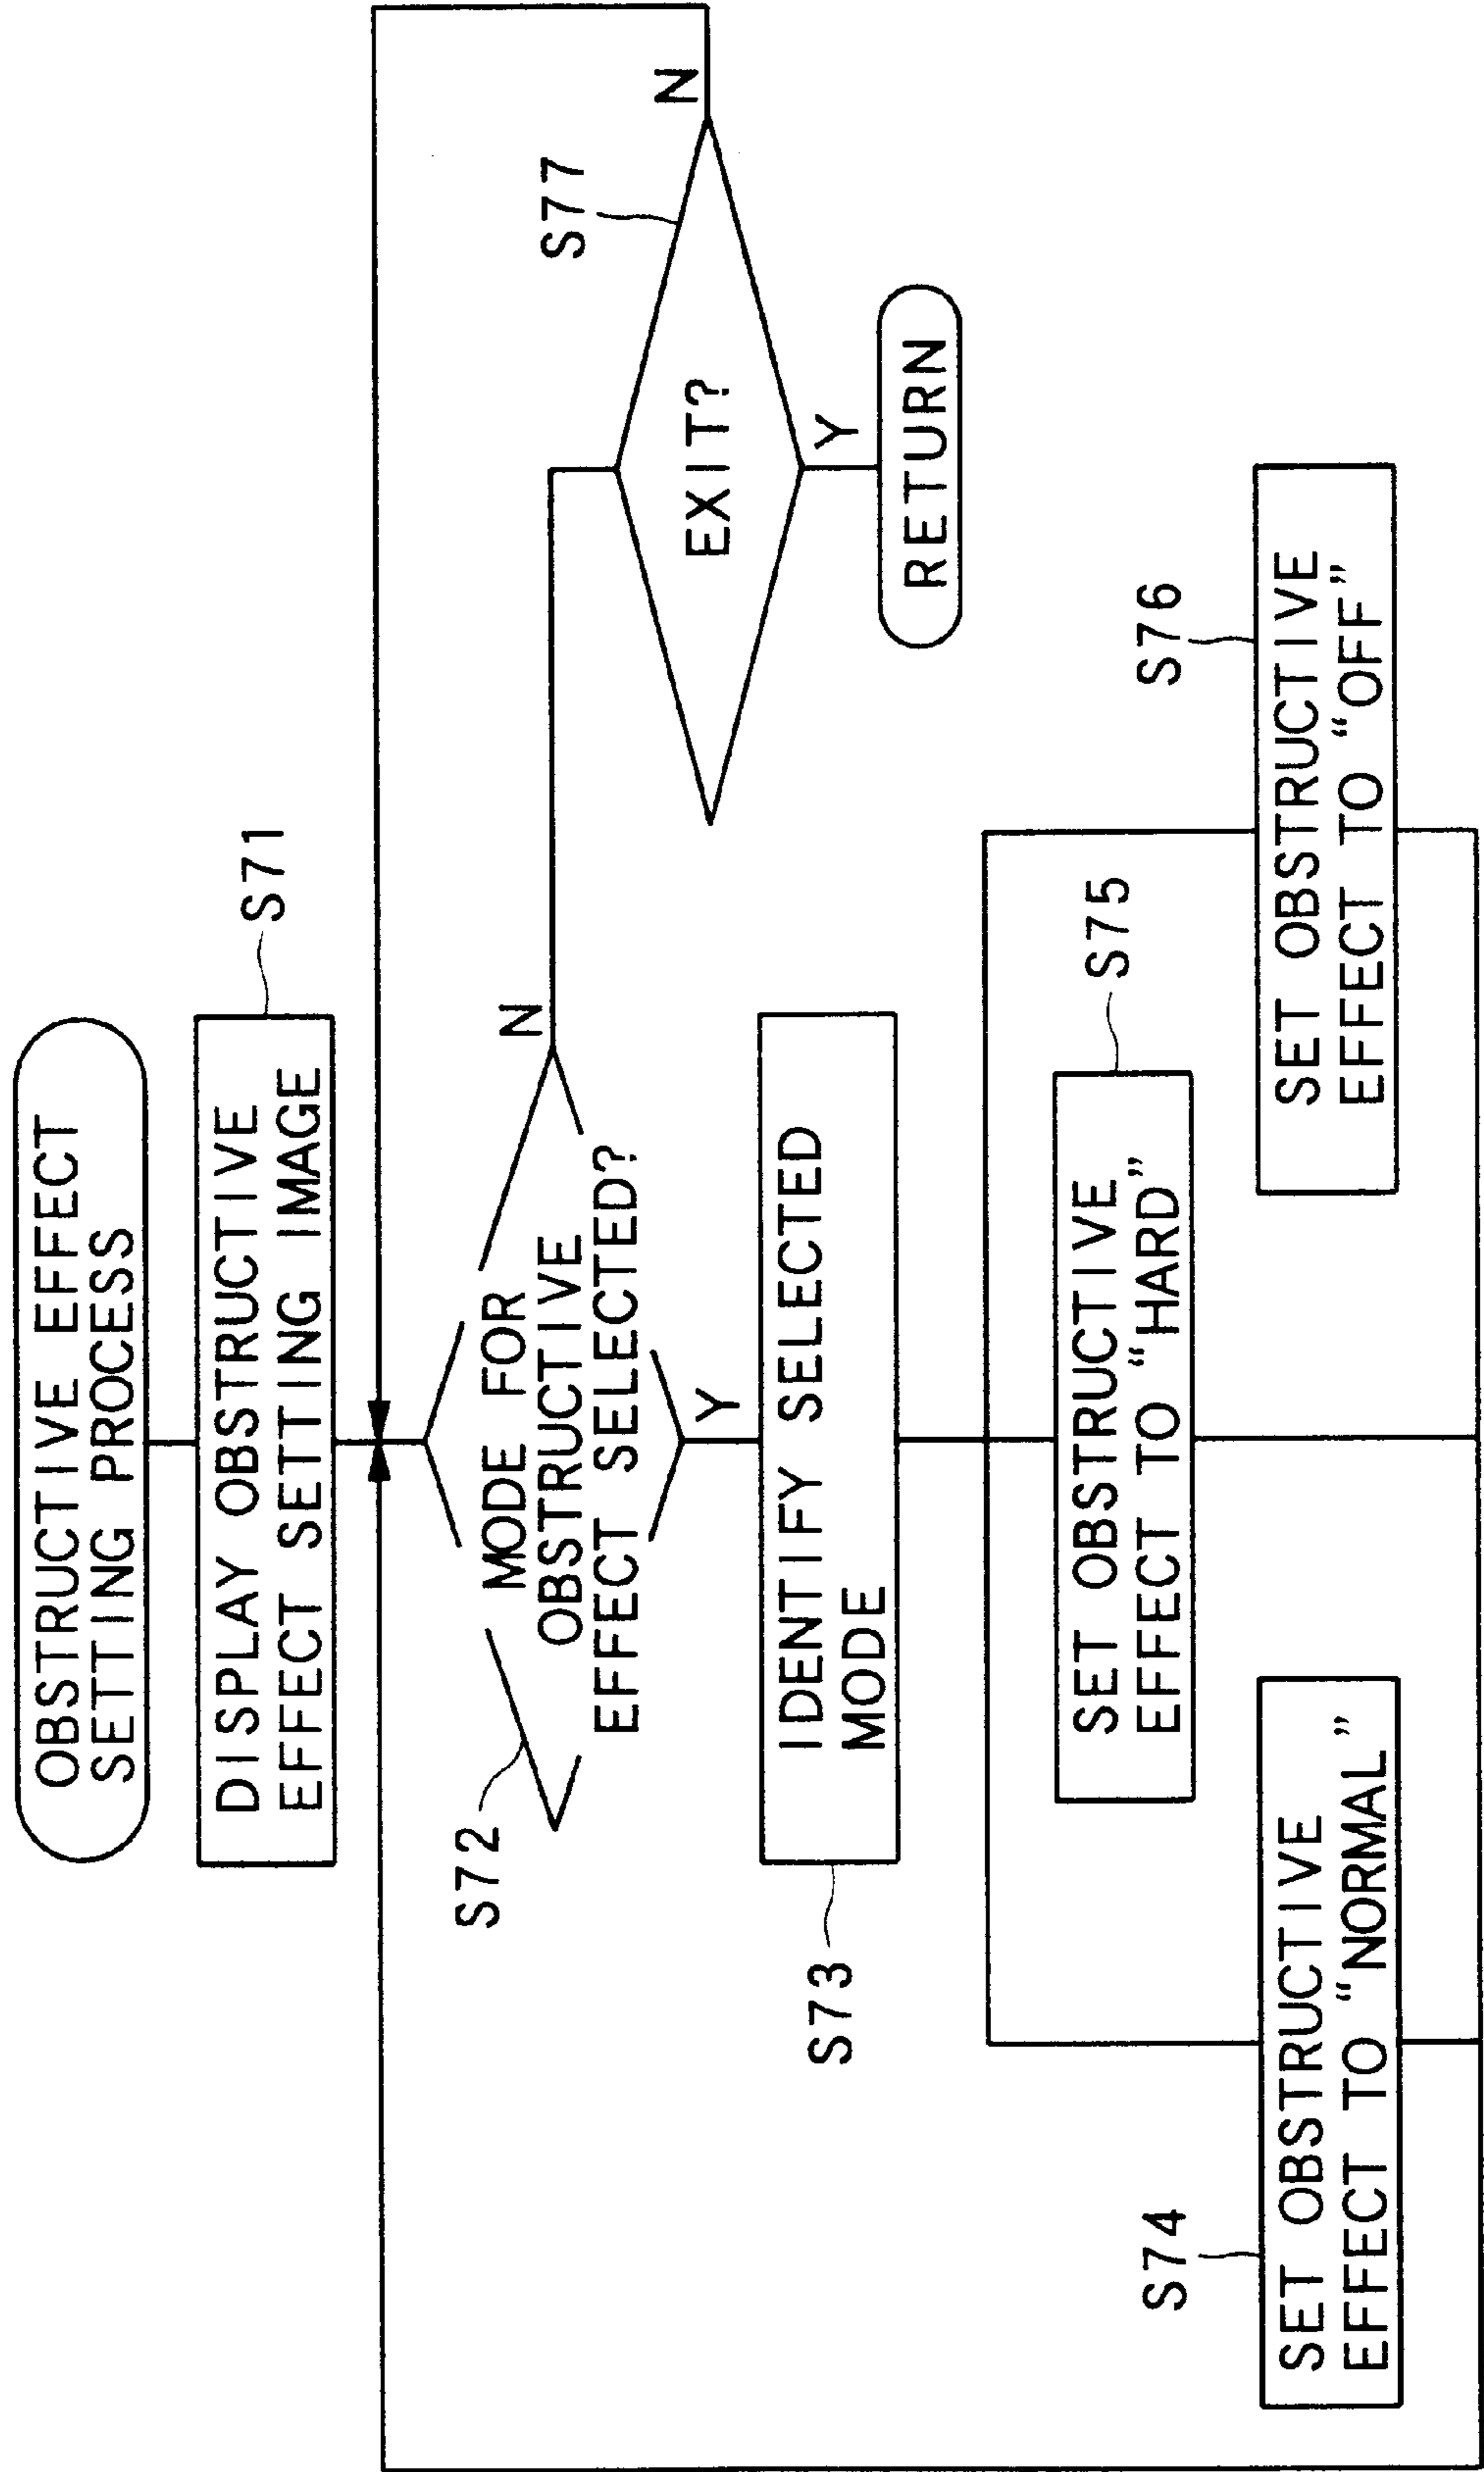 OBSTRUCTIVE EFFECT
SETTING PROCESS
DISPLAY OBSTRUCTIVE
EFFECT SETTING IMAGE
S71
S72
MODE FOR
OBSTRUCTIVE
EFFECT SELECTED?
N
Y
S77
EXIT?
N
Y
RETURN
S73
IDENTIFY SELECTED
MODE
S74
SET OBSTRUCTIVE
EFFECT TO “NORMAL”
S75
SET OBSTRUCTIVE
EFFECT TO “HARD”
S76
SET OBSTRUCTIVE
EFFECT TO “OFF”